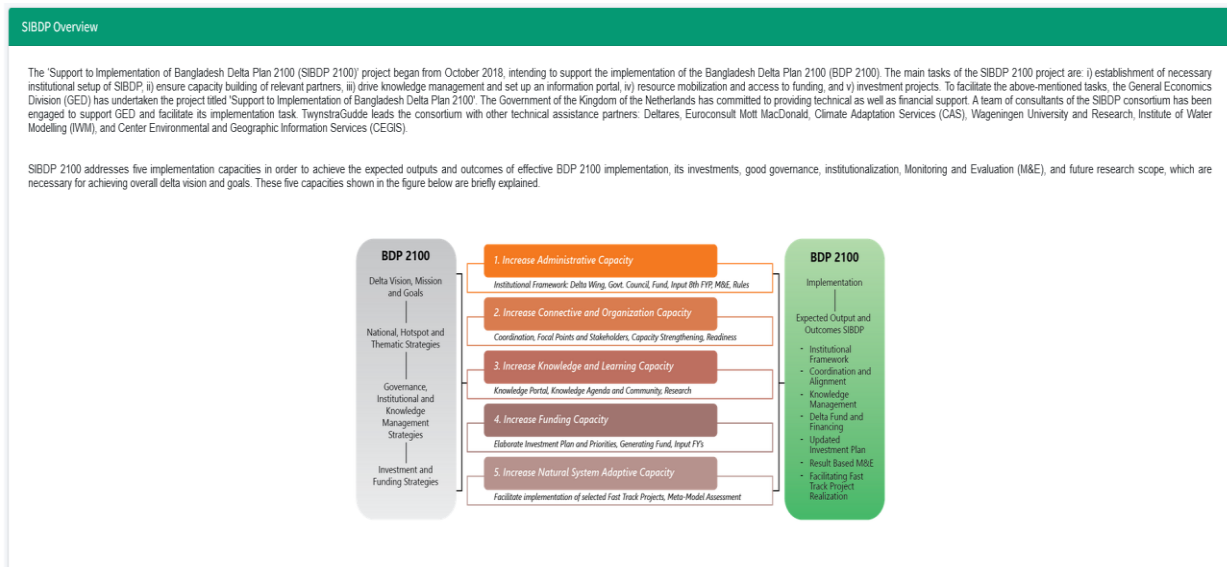 SIBDP Overview
The 'Support to Implementation of Bangladesh Delta Plan 2100 (SIBDP 2100)' project began from October 2018, intending to support the implementation of the Bangladesh Delta Plan 2100 (BDP 2100). The main tasks of the SIBDP 2100 project are: i) establishment of necessary
institutional setup of SIBDP, ii) ensure capacity building of relevant partners, iii) drive knowledge management and set up an information portal, iv) resource mobilization and access to funding, and v) investment projects. To facilitate the above-mentioned tasks, the General Economics
Division (GED) has undertaken the project titled 'Support to Implementation of Bangladesh Delta Plan 2100'. The Government of the Kingdom of the Netherlands has committed to providing technical as well as financial support. A team of consultants of the SIBDP consortium has been
engaged to support GED and facilitate its implementation task. TwynstraGudde leads the consortium with other technical assistance partners: Deltares, Euroconsult Mott MacDonald, Climate Adaptation Services (CAS), Wageningen University and Research, Institute of Water
Modelling (IWM), and Center Environmental and Geographic Information Services (CEGIS).
SIBDP 2100 addresses five implementation capacities in order to achieve the expected outputs and outcomes of effective BDP 2100 implementation, its investments, good governance, institutionalization, Monitoring and Evaluation (M&E), and future research scope, which are
necessary for achieving overall delta vision and goals. These five capacities shown in the figure below are briefly explained.
BDP 2100
Delta Vision, Mission
and Goals
National, Hotspot and
Thematic Strategies
Governance,
Institutional and
Knowledge
Management
Strategies
Investment and
Funding Strategies
1. Increase Administrative Capacity
Institutional Framework: Delta Wing, Govt. Council, Fund, Input 8th FYP, M&E, Rules
2. Increase Connective and Organization Capacity
Coordination, Focal Points and Stakeholders, Capacity Strengthening, Readiness
3. Increase Knowledge and Learning Capacity
Knowledge Portal, Knowledge Agenda and Community, Research
4. Increase Funding Capacity
Elaborate Investment Plan and Priorities, Generating Fund, Input FY's
5. Increase Natural System Adaptive Capacity
Facilitate implementation of selected Fast Track Projects, Meta-Model Assessment
BDP 2100
Implementation
Expected Output and
Outcomes SIBDP
- Institutional
Framework
- Coordination and
Alignment
- Knowledge
Management
- Delta Fund and
Financing
- Updated
Investment Plan
- Result Based M&E
- Facilitating Fast
Track Project
Realization